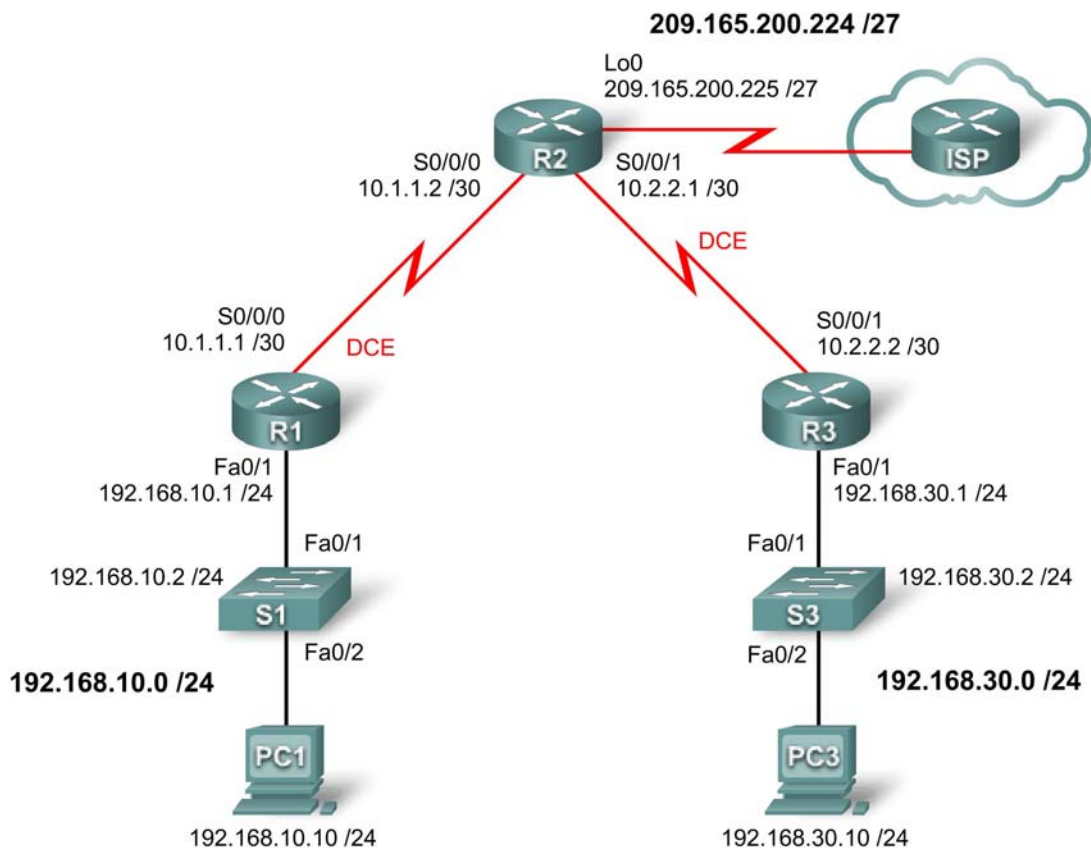 209.165.200.224 /27
Lo0
209.165.200.225 /27
R2
ISP
S0/0/0
10.1.1.2 /30
S0/0/1
10.2.2.1 /30
DCE
S0/0/0
10.1.1.1 /30
DCE
S0/0/1
10.2.2.2 /30
R1
R3
Fa0/1
192.168.10.1 /24
Fa0/1
192.168.30.1 /24
Fa0/1
Fa0/1
192.168.10.2 /24
192.168.30.2 /24
S1
S3
Fa0/2
Fa0/2
192.168.10.0 /24
192.168.30.0 /24
PC1
PC3
192.168.10.10 /24
192.168.30.10 /24